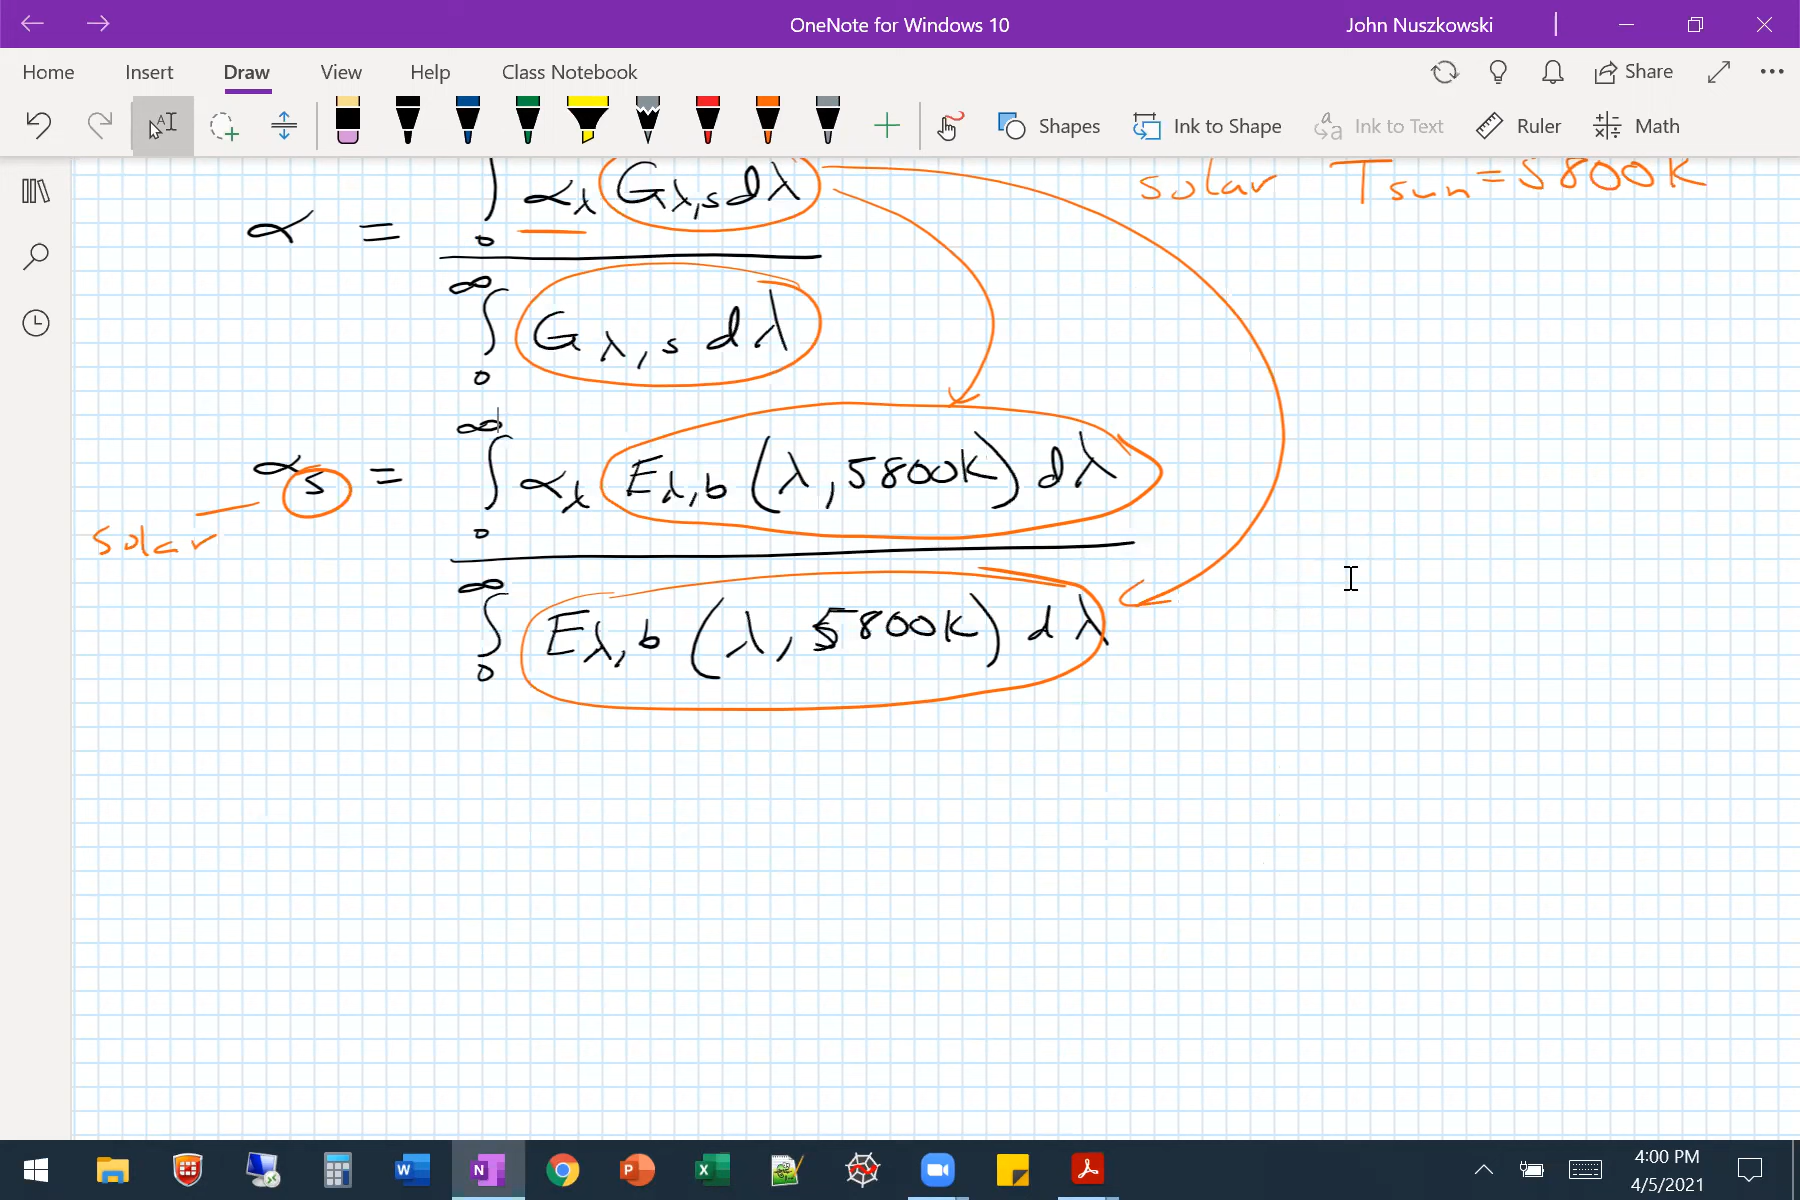 OneNote for Windows 10
John Nuszkowski
Home Insert Draw View Help Class Notebook
Share
Shapes Ink to Shape Ink to Text Ruler Math
solar Tsun=5800K
α = ∫ αλ Gλ,s dλ
0
∞
∫ Gλ,s dλ
0
∞
αs = ∫ αλ Eλ,b (λ, 5800K) dλ
0
solar
∞
∫ Eλ,b (λ, 5800K) dλ
0
4:00 PM
4/5/2021